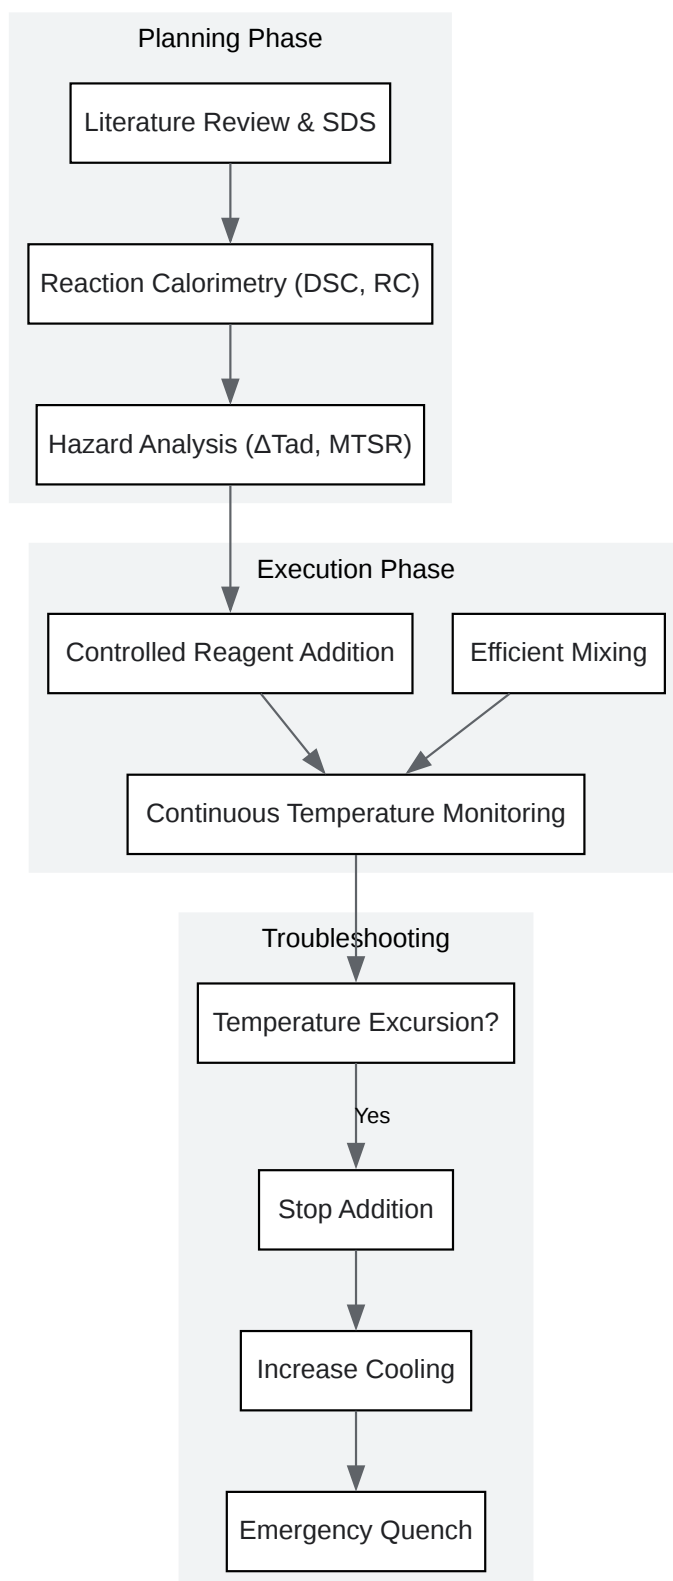 Planning Phase
Literature Review & SDS
Reaction Calorimetry (DSC, RC)
Hazard Analysis (ΔTad, MTSR)
Execution Phase
Controlled Reagent Addition
Efficient Mixing
Continuous Temperature Monitoring
Troubleshooting
Temperature Excursion?
Yes
Stop Addition
Increase Cooling
Emergency Quench